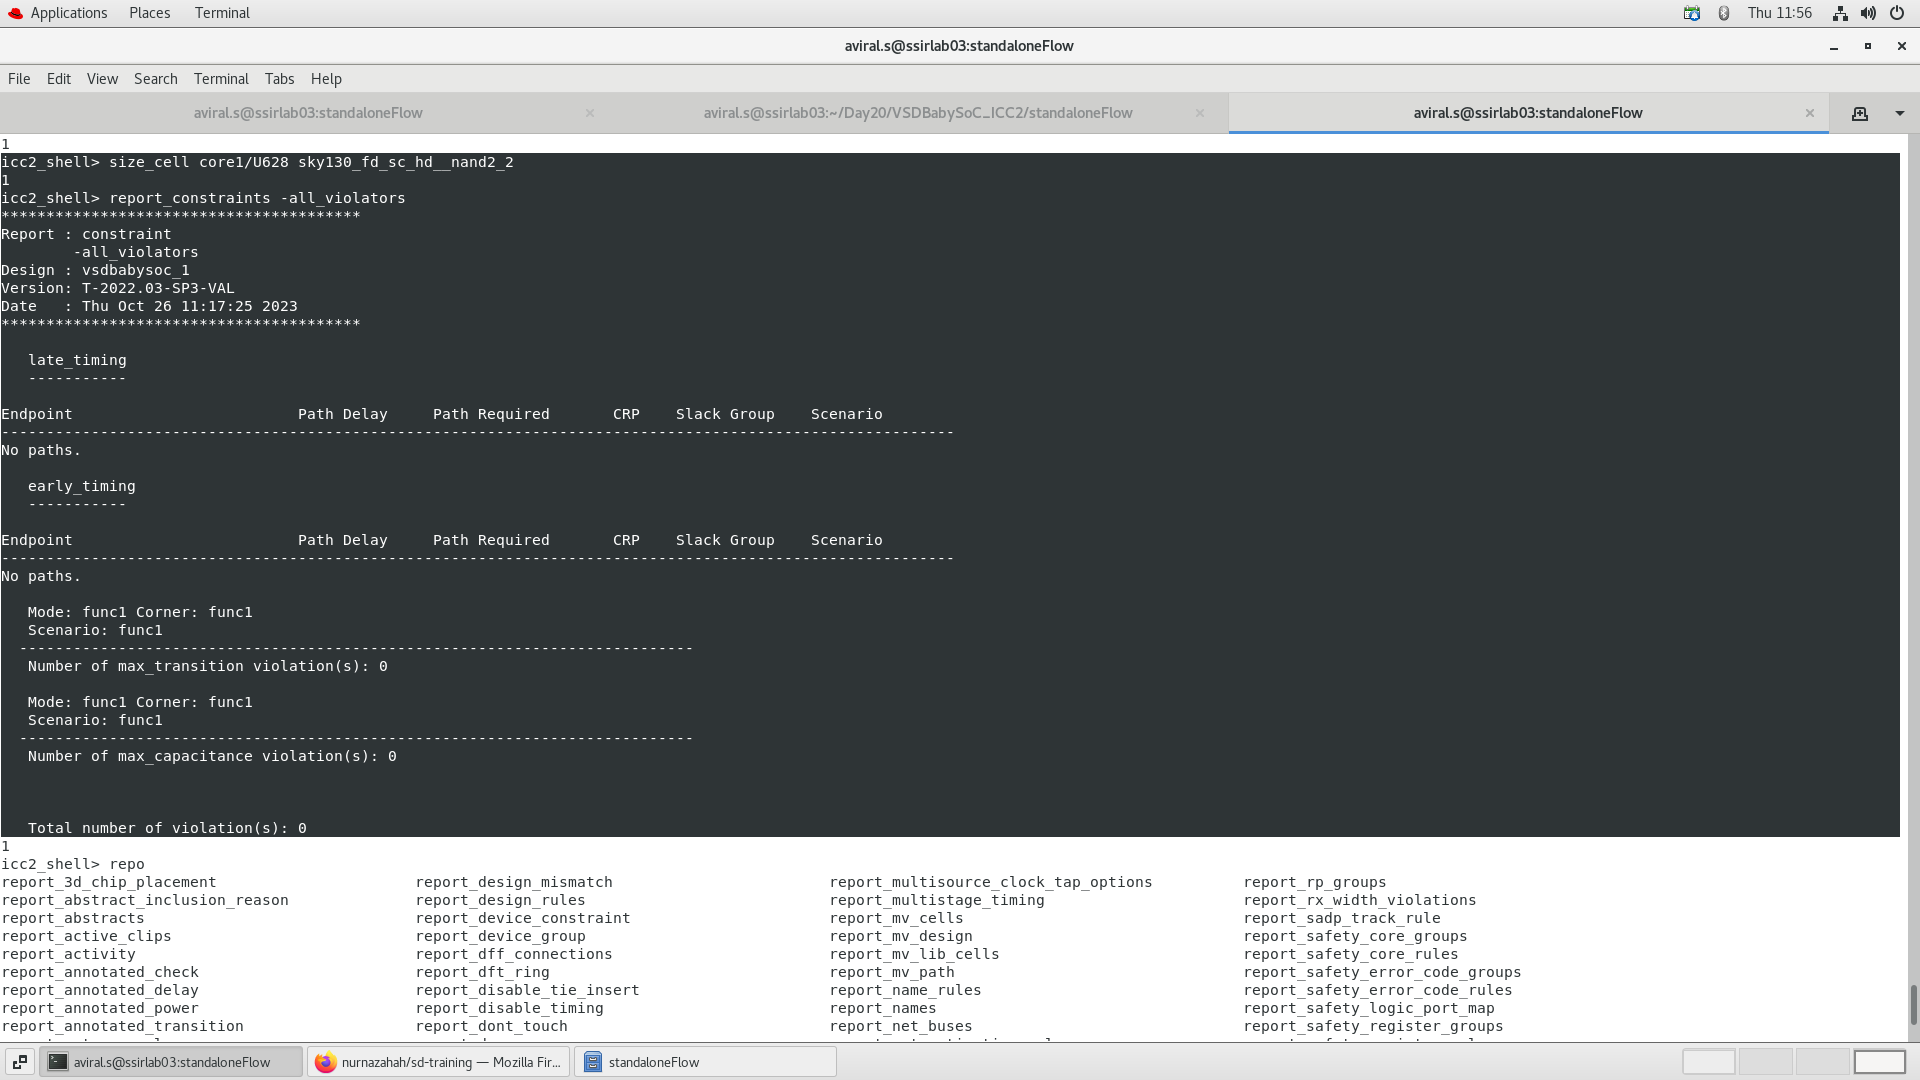 Applications Places Terminal Thu 11:56
aviral.s@ssirlab03:standaloneFlow
File Edit View Search Terminal Tabs Help
aviral.s@ssirlab03:standaloneFlow aviral.s@ssirlab03:~/Day20/VSDBabySoC_ICC2/standaloneFlow aviral.s@ssirlab03:standaloneFlow
1
icc2_shell> size_cell core1/U628 sky130_fd_sc_hd__nand2_2
1
icc2_shell> report_constraints -all_violators
****************************************
Report : constraint
-all_violators
Design : vsdbabysoc_1
Version: T-2022.03-SP3-VAL
Date : Thu Oct 26 11:17:25 2023
****************************************
late_timing
-----------
Endpoint Path Delay Path Required CRP Slack Group Scenario
----------------------------------------------------------------------------------------------------------
No paths.
early_timing
-----------
Endpoint Path Delay Path Required CRP Slack Group Scenario
----------------------------------------------------------------------------------------------------------
No paths.
Mode: func1 Corner: func1
Scenario: func1
---------------------------------------------------------------------------
Number of max_transition violation(s): 0
Mode: func1 Corner: func1
Scenario: func1
---------------------------------------------------------------------------
Number of max_capacitance violation(s): 0
Total number of violation(s): 0
1
icc2_shell> repo
report_3d_chip_placement report_design_mismatch report_multisource_clock_tap_options report_rp_groups
report_abstract_inclusion_reason report_design_rules report_multistage_timing report_rx_width_violations
report_abstracts report_device_constraint report_mv_cells report_sadp_track_rule
report_active_clips report_device_group report_mv_design report_safety_core_groups
report_activity report_dff_connections report_mv_lib_cells report_safety_core_rules
report_annotated_check report_dft_ring report_mv_path report_safety_error_code_groups
report_annotated_delay report_disable_tie_insert report_name_rules report_safety_error_code_rules
report_annotated_power report_disable_timing report_names report_safety_logic_port_map
report_annotated_transition report_dont_touch report_net_buses report_safety_register_groups
aviral.s@ssirlab03:standaloneFlow nurnazahah/sd-training — Mozilla Fir... standaloneFlow